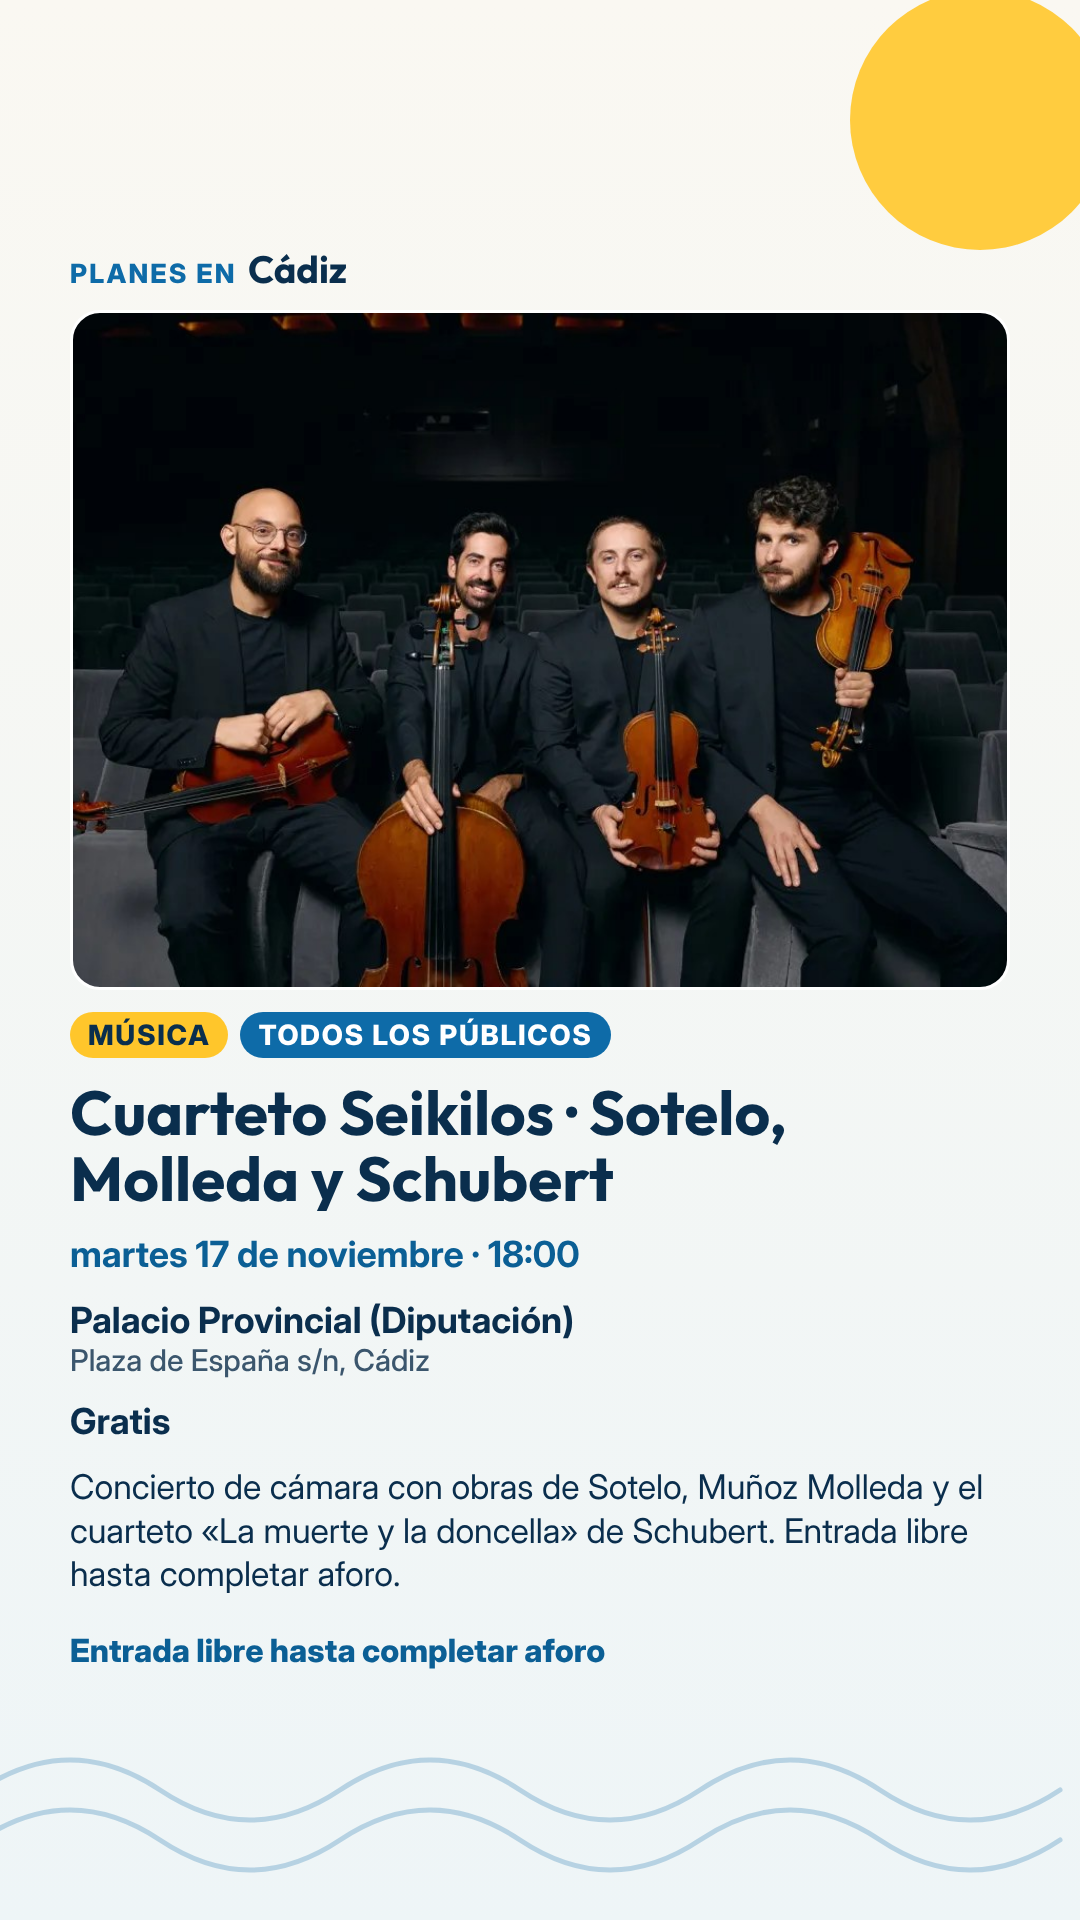 PLANES EN Cádiz
MÚSICA TODOS LOS PÚBLICOS
Cuarteto Seikilos · Sotelo,
Molleda y Schubert
martes 17 de noviembre · 18:00
Palacio Provincial (Diputación)
Plaza de España s/n, Cádiz
Gratis
Concierto de cámara con obras de Sotelo, Muñoz Molleda y el
cuarteto «La muerte y la doncella» de Schubert. Entrada libre
hasta completar aforo.
Entrada libre hasta completar aforo